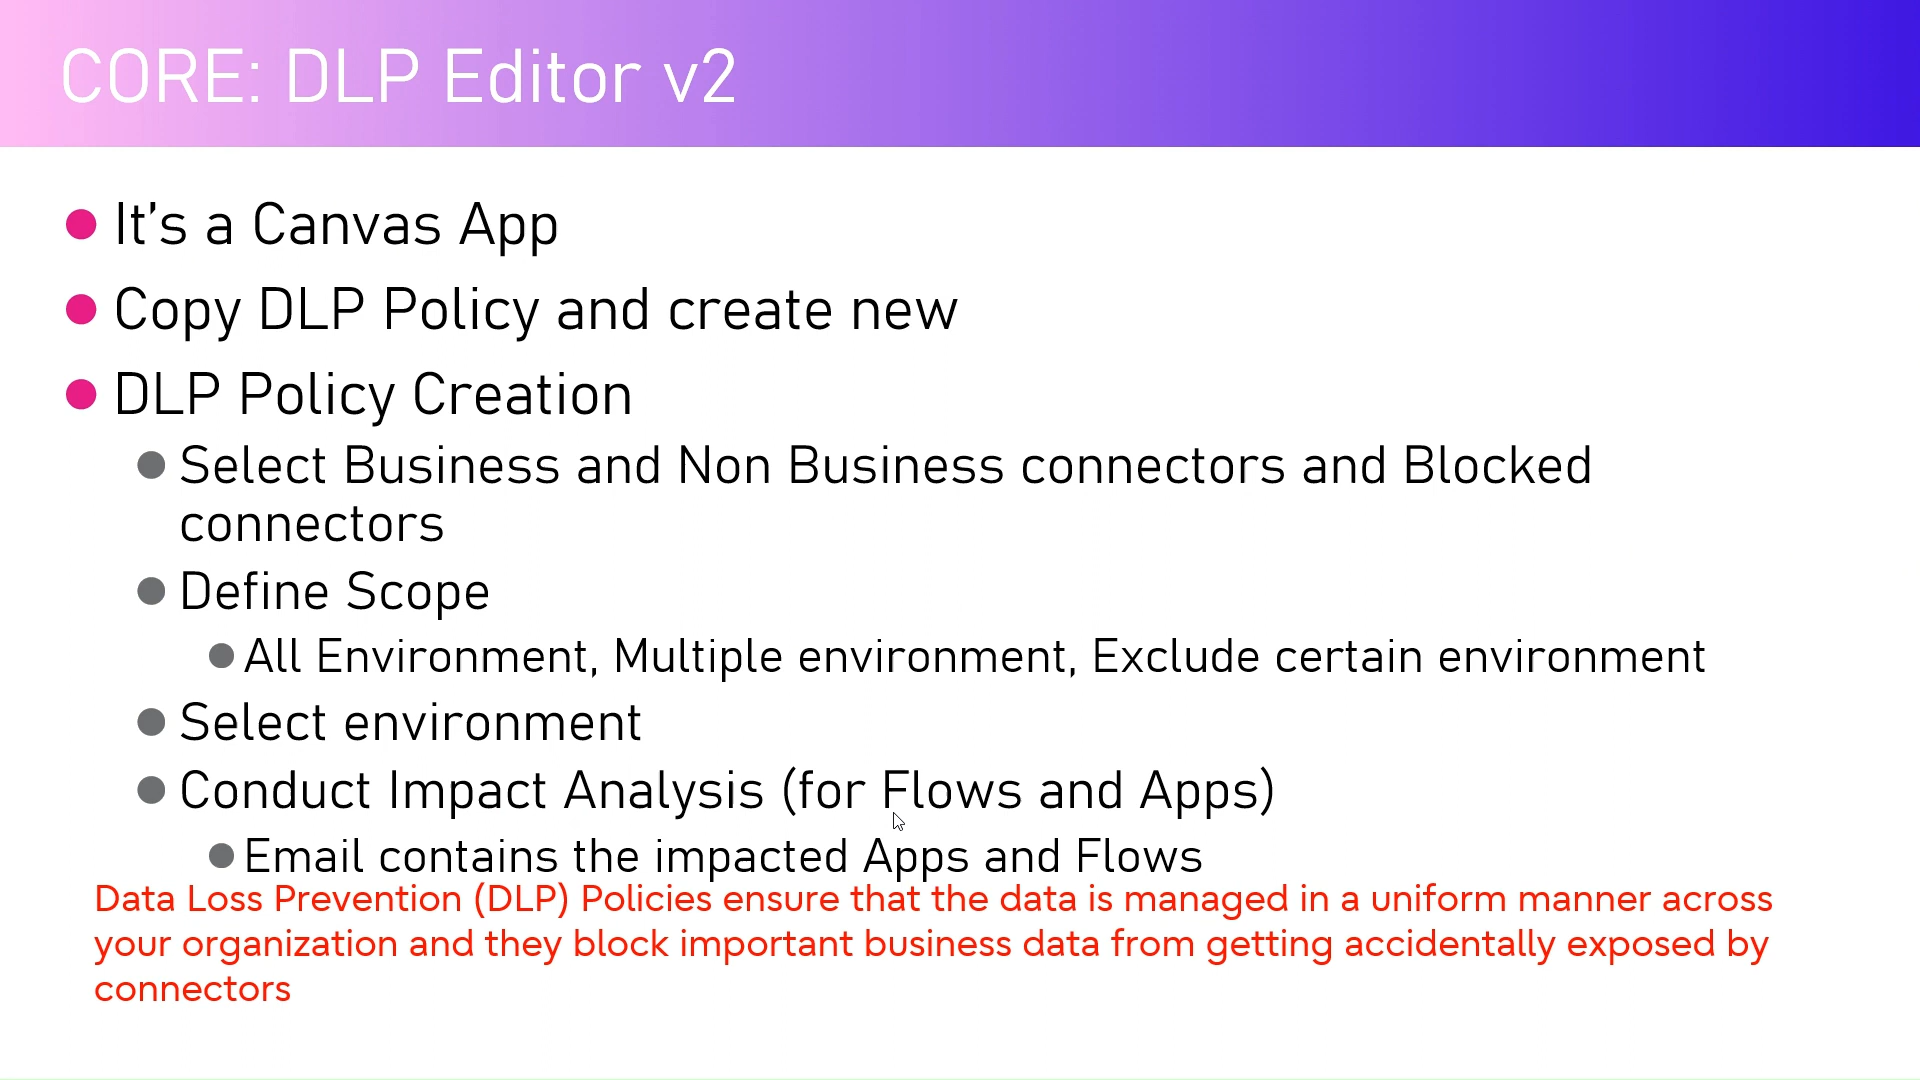 CORE: DLP Editor v2
It’s a Canvas App
Copy DLP Policy and create new
DLP Policy Creation
Select Business and Non Business connectors and Blocked
connectors
Define Scope
All Environment, Multiple environment, Exclude certain environment
Select environment
Conduct Impact Analysis (for Flows and Apps)
Email contains the impacted Apps and Flows
Data Loss Prevention (DLP) Policies ensure that the data is managed in a uniform manner across
your organization and they block important business data from getting accidentally exposed by
connectors